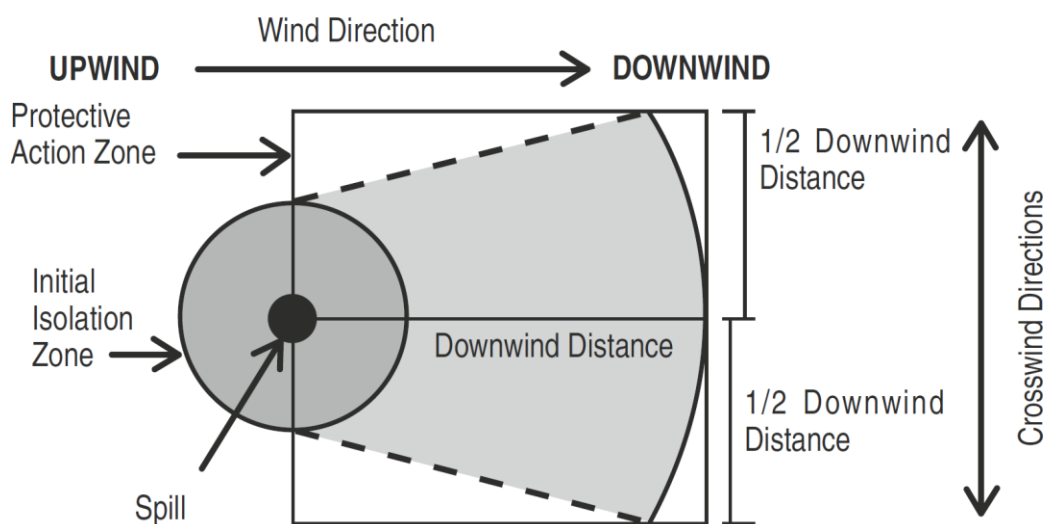 Wind Direction
UPWIND
DOWNWIND
Protective
Action Zone
1/2 Downwind
Distance
Initial
Isolation
Zone
Downwind Distance
1/2 Downwind
Distance
Crosswind Directions
Spill